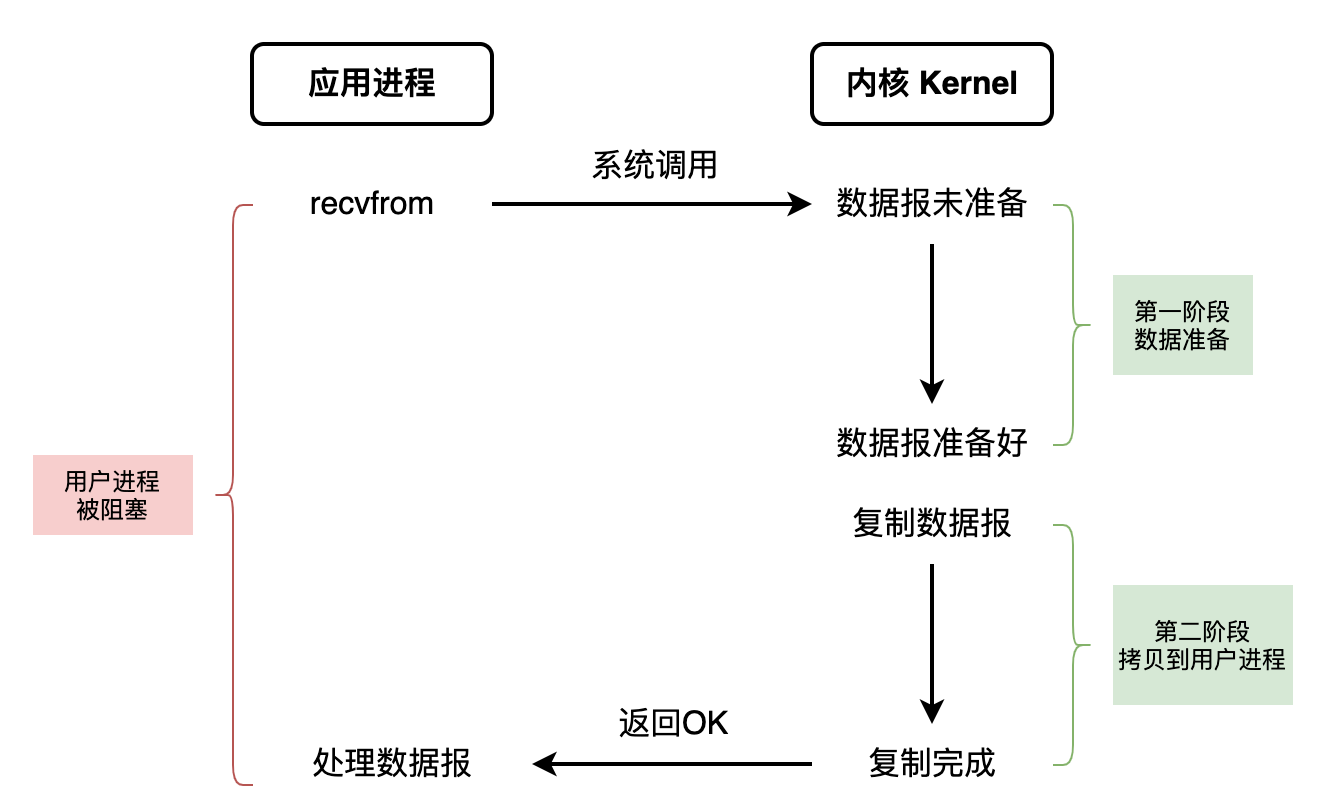 应用进程
内核 Kernel
系统调用
recvfrom
数据报未准备
第一阶段
数据准备
数据报准备好
用户进程
被阻塞
复制数据报
第二阶段
拷贝到用户进程
返回OK
处理数据报
复制完成